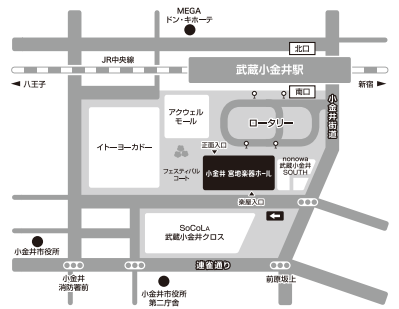 MEGA
ドン・キホーテ
北口
JR中央線
武蔵小金井駅
八王子
新宿
南口
小金井街道
アクウェル
モール
ロータリー
イトーヨーカドー
正面入口
nonowa
武蔵小金井
SOUTH
フェスティバル
コート
小金井 宮地楽器ホール
楽屋入口
SoCoLA
武蔵小金井クロス
小金井市役所
連雀通り
小金井
消防署前
小金井市役所
第二庁舎
前原坂上